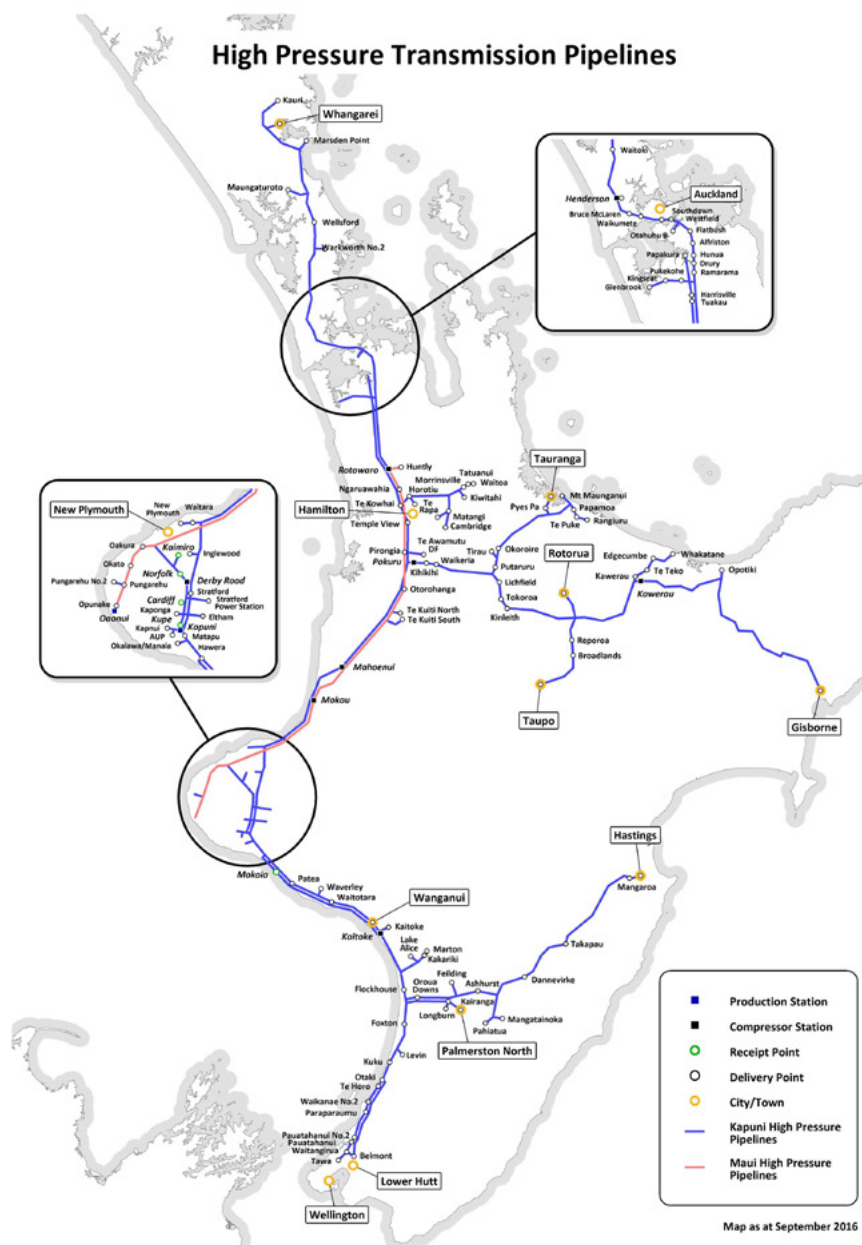 High Pressure Transmission Pipelines
Kauri
Whangarei
Marsden Point
Maungaturoto
Wellsford
Warkworth No.2
Waitoki
Henderson
Auckland
Bruce McLaren
Southdown
Westfield
Waikumete
Otahuhu B
Flatbush
Alfriston
Papakura
Hunua
Drury
Pukekohe
Ramarama
Kingseat
Glenbrook
Harrisville
Tuakau
Rotowaro
Huntly
Ngaruawahia
Horotiu
Morrinsville
Tatuanui
Waitoa
Kiwitahi
Te Kowhai
Te
Rapa
Hamilton
Matangi
Cambridge
Temple View
Te Awamutu
DF
Pirongia
Pokuru
Kihikihi
Waikeria
Otorohanga
Te Kuiti North
Te Kuiti South
Mahoenui
Mokau
Tauranga
Mt Maunganui
Pyes Pa
Papamoa
Te Puke
Rangiuru
Okoroire
Tirau
Putaruru
Lichfield
Tokoroa
Kinleith
Rotorua
Edgecumbe
Whakatane
Te Teko
Kawerau
Kawerau
Opotiki
Reporoa
Broadlands
Taupo
Gisborne
New Plymouth
New
Plymouth
Waitara
Oakura
Kaimiro
Okato
Inglewood
Norfolk
Derby Road
Pungarehu No.2
Pungarehu
Stratford
Cardiff
Stratford
Power Station
Opunake
Kaponga
Oaonui
Kupe
Eltham
Kapuni
Kapuni
AUP
Matapu
Okaiawa/Manaia
Hawera
Mokoia
Patea
Waverley
Waitotara
Wanganui
Kaitoke
Kaitoke
Lake
Alice
Marton
Kakariki
Hastings
Mangaroa
Takapau
Dannevirke
Feilding
Ashhurst
Oroua
Downs
Flockhouse
Kairanga
Longburn
Mangatainoka
Pahiatua
Foxton
Palmerston North
Levin
Kuku
Otaki
Te Horo
Waikanae No.2
Paraparaumu
Pauatahanui No.2
Pauatahanui
Waitangirua
Belmont
Tawa
Lower Hutt
Wellington
Production Station
Compressor Station
Receipt Point
Delivery Point
City/Town
Kapuni High Pressure
Pipelines
Maui High Pressure
Pipelines
Map as at September 2016